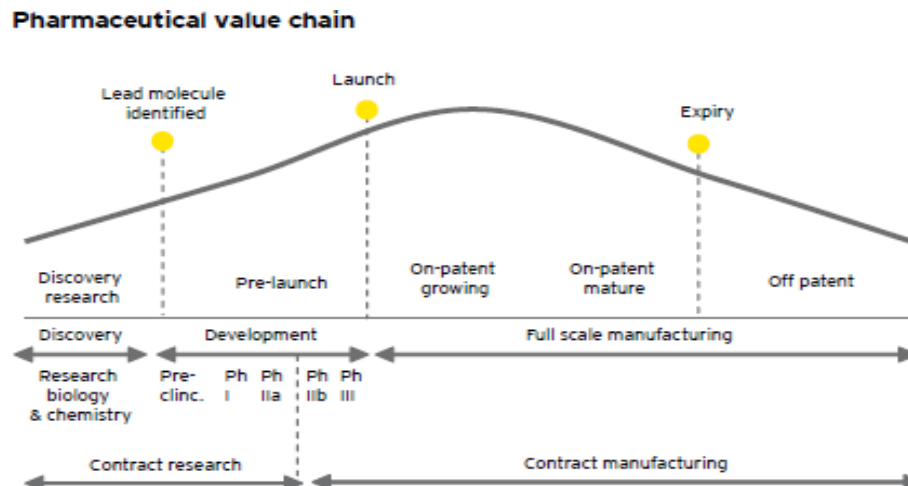 Pharmaceutical value chain
Launch
Lead molecule
identified
Expiry
Discovery
research
Pre-launch
On-patent
growing
On-patent
mature
Off patent
Discovery
Development
Full scale manufacturing
Research
biology
& chemistry
Pre-
clinc.
Ph
I
Ph
IIa
Ph
IIb
Ph
III
Contract research
Contract manufacturing